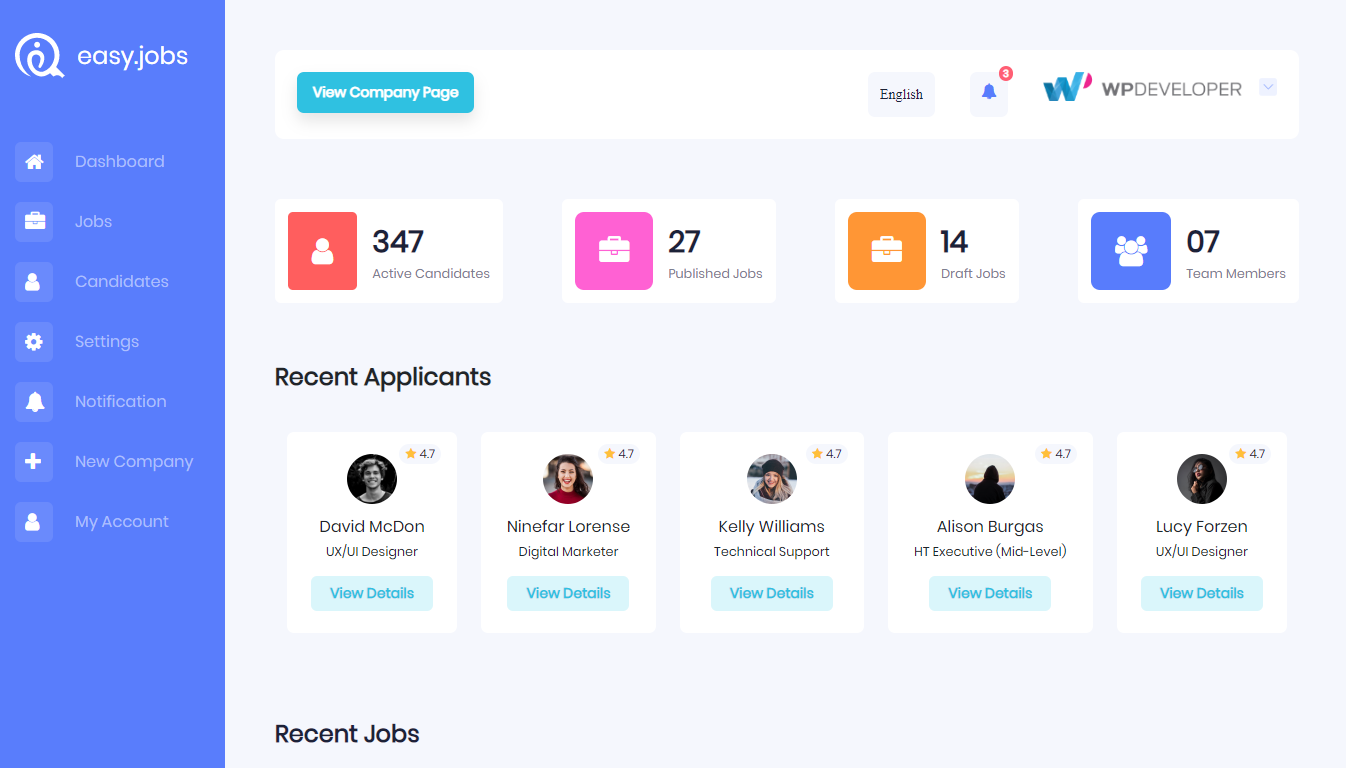 easy.jobs
Dashboard
Jobs
Candidates
Settings
Notification
New Company
My Account
View Company Page
English
3
WPDEVELOPER
347
Active Candidates
27
Published Jobs
14
Draft Jobs
07
Team Members
Recent Applicants
4.7
David McDon
UX/UI Designer
View Details
4.7
Ninefar Lorense
Digital Marketer
View Details
4.7
Kelly Williams
Technical Support
View Details
4.7
Alison Burgas
HT Executive (Mid-Level)
View Details
4.7
Lucy Forzen
UX/UI Designer
View Details
Recent Jobs